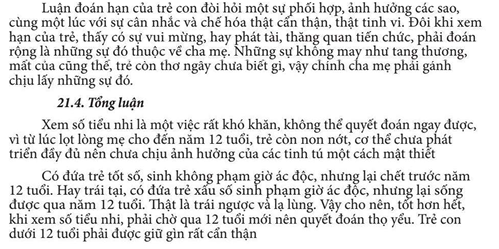 Luận đoán hạn của trẻ con đòi hỏi một sự phối hợp, ảnh hưởng các sao,
cùng một lúc với sự cân nhắc và chế hóa thật cẩn thận, thật tinh vi. Đôi khi xem
hạn của trẻ, thấy có sự vui mừng, hay phát tài, thăng quan tiến chức, phải đoán
rộng là những sự đó thuộc về cha mẹ. Những sự không may như tang thương,
mất của cũng thế, trẻ còn thơ ngây chưa biết gì, vậy chính cha mẹ phải gánh
chịu lấy những sự đó.
21.4. Tổng luận
Xem số tiểu nhi là một việc rất khó khăn, không thể quyết đoán ngay được,
vì từ lúc lọt lòng mẹ cho đến năm 12 tuổi, trẻ còn non nớt, cơ thể chưa phát
triển đầy đủ nên chưa chịu ảnh hưởng của các tinh tú một cách mật thiết
Có đứa trẻ tốt số, sinh không phạm giờ ác độc, nhưng lại chết trước năm
12 tuổi. Hay trái tại, có đứa trẻ xấu số sinh phạm giờ ác độc, nhưng lại sống
được qua năm 12 tuổi. Thật là trái ngược và lạ lùng. Vậy cho nên, tốt hơn hết,
khi xem số tiểu nhi, phải chờ qua 12 tuổi mới nên quyết đoán thọ yểu. Trẻ con
dưới 12 tuổi phải được giữ gìn rất cẩn thận